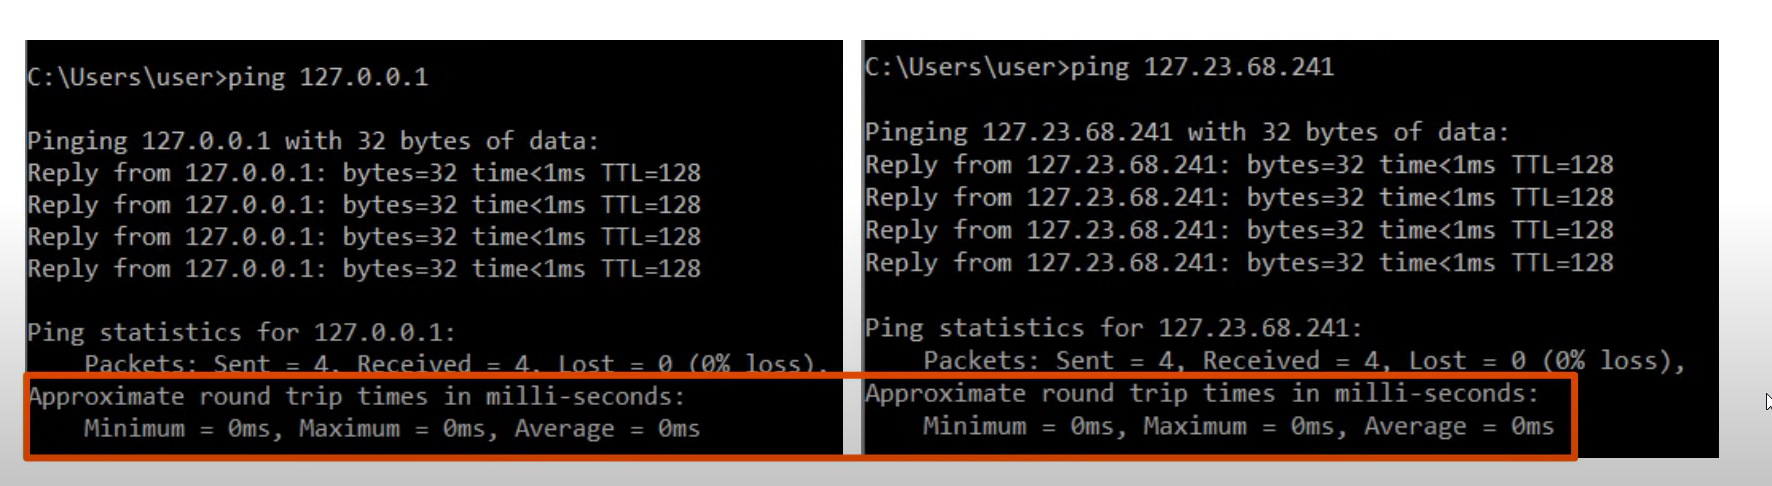 C:\Users\user>ping 127.0.0.1

Pinging 127.0.0.1 with 32 bytes of data:
Reply from 127.0.0.1: bytes=32 time<1ms TTL=128
Reply from 127.0.0.1: bytes=32 time<1ms TTL=128
Reply from 127.0.0.1: bytes=32 time<1ms TTL=128
Reply from 127.0.0.1: bytes=32 time<1ms TTL=128

Ping statistics for 127.0.0.1:
    Packets: Sent = 4, Received = 4, Lost = 0 (0% loss),
Approximate round trip times in milli-seconds:
    Minimum = 0ms, Maximum = 0ms, Average = 0ms

C:\Users\user>ping 127.23.68.241

Pinging 127.23.68.241 with 32 bytes of data:
Reply from 127.23.68.241: bytes=32 time<1ms TTL=128
Reply from 127.23.68.241: bytes=32 time<1ms TTL=128
Reply from 127.23.68.241: bytes=32 time<1ms TTL=128
Reply from 127.23.68.241: bytes=32 time<1ms TTL=128

Ping statistics for 127.23.68.241:
    Packets: Sent = 4, Received = 4, Lost = 0 (0% loss),
Approximate round trip times in milli-seconds:
    Minimum = 0ms, Maximum = 0ms, Average = 0ms